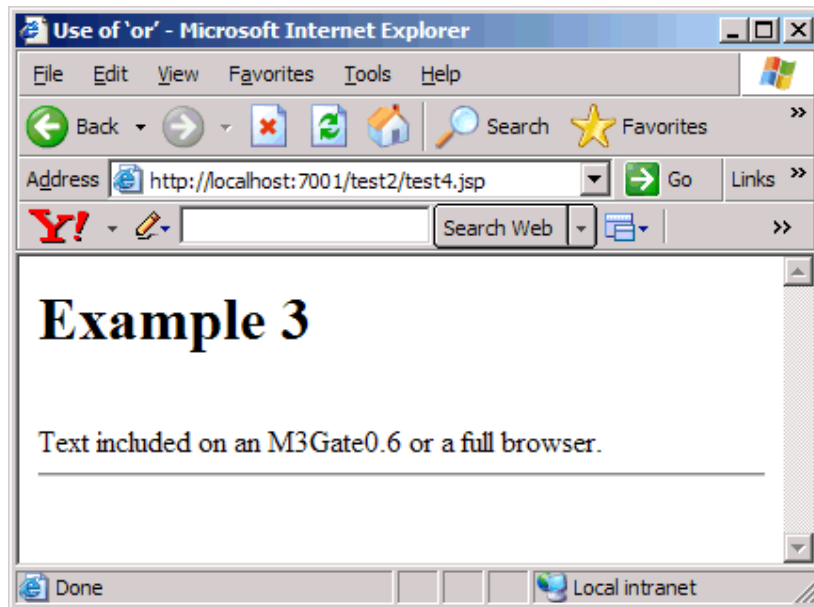 Use of ‘or’ - Microsoft Internet Explorer
File Edit View Favorites Tools Help
Back Search Favorites »
Address http://localhost:7001/test2/test4.jsp Go Links »
Y! Search Web »
Example 3
Text included on an M3Gate0.6 or a full browser.
Done Local intranet